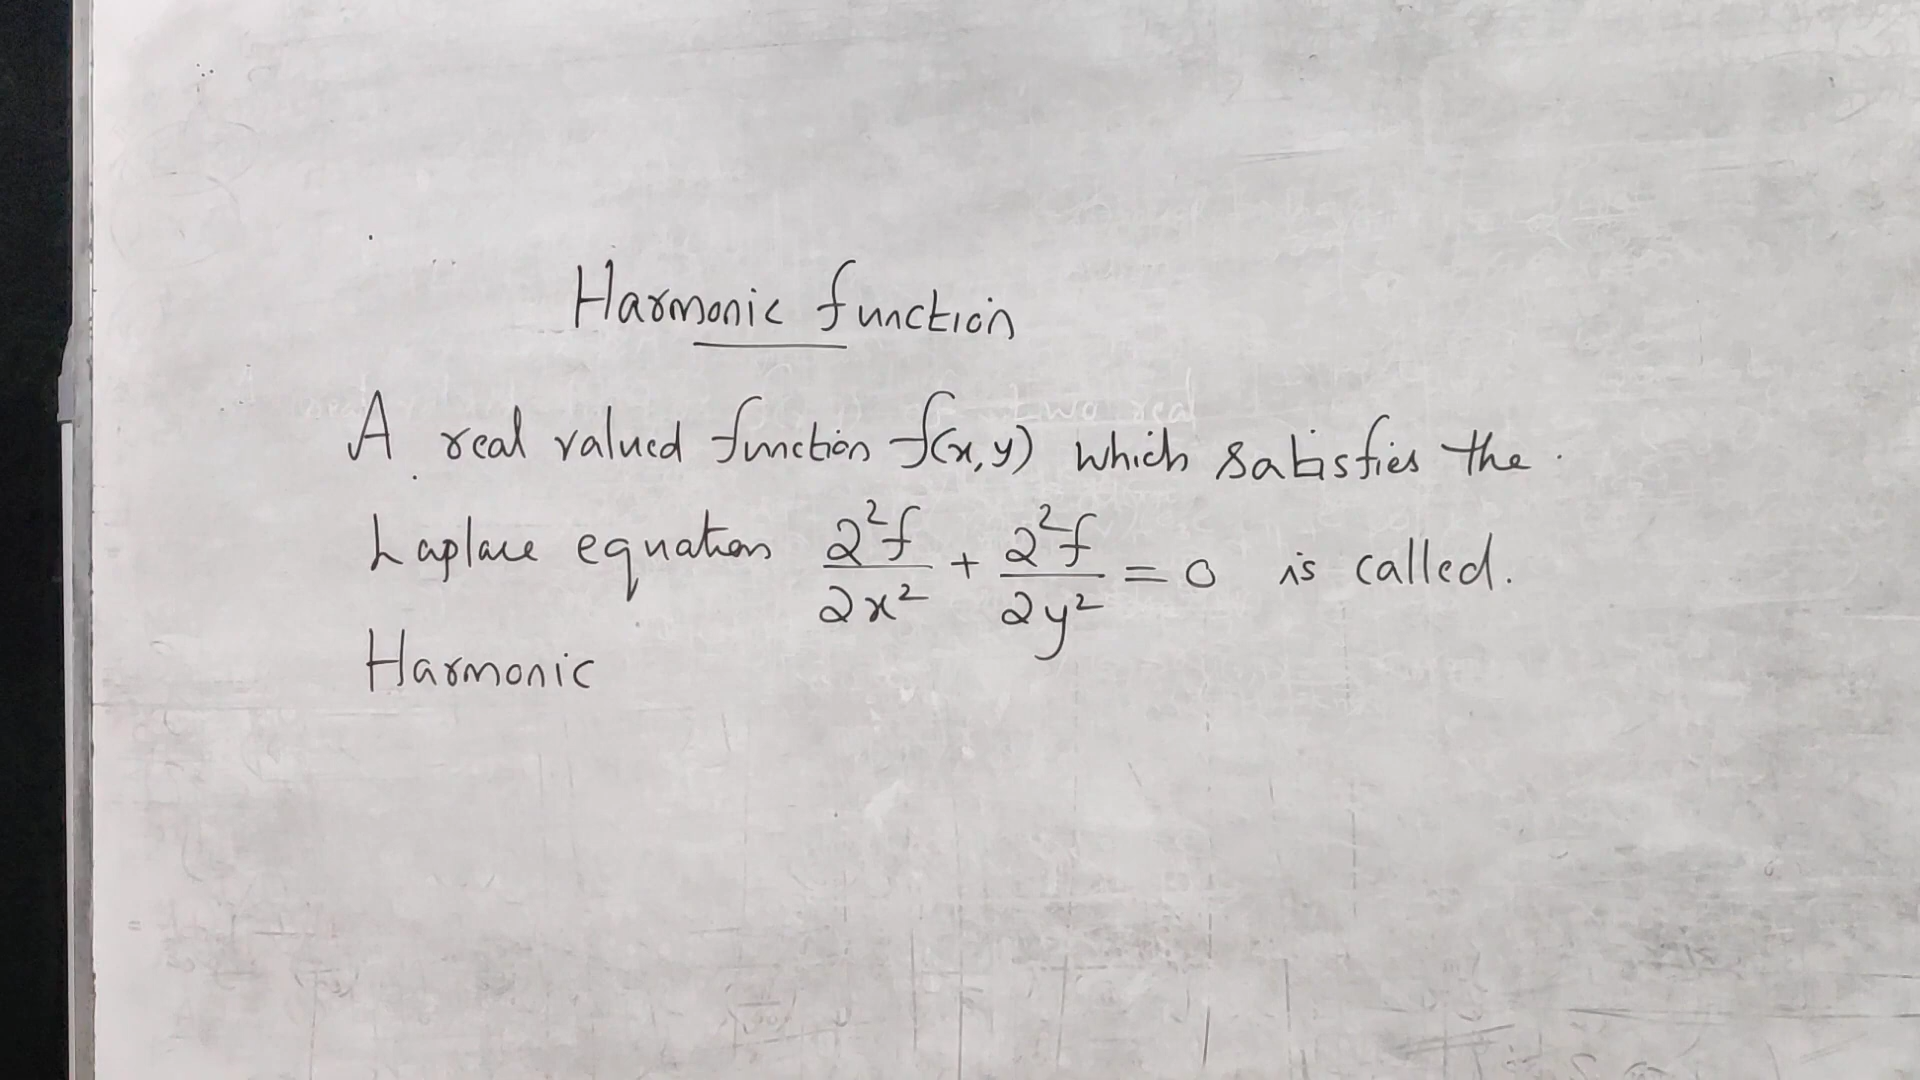 Harmonic function
A real valued function f(x,y) which satisfies the
Laplace equation ∂²f/∂x² + ∂²f/∂y² = 0 is called.
Harmonic